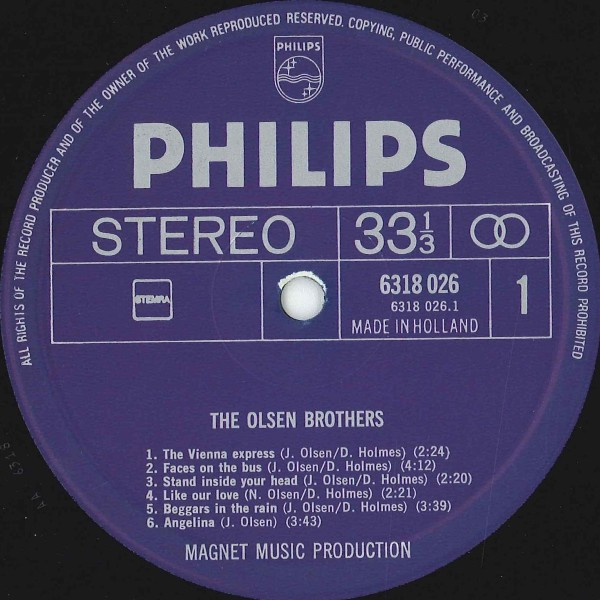 ALL RIGHTS OF THE RECORD PRODUCER AND OF THE OWNER OF THE WORK REPRODUCED RESERVED. COPYING, PUBLIC PERFORMANCE AND BROADCASTING OF THIS RECORD PROHIBITED
PHILIPS
PHILIPS
STEREO 33⅓
STEMRA 6318 026 1
6318 026.1
MADE IN HOLLAND
THE OLSEN BROTHERS
1. The Vienna express (J. Olsen/D. Holmes) (2:24)
2. Faces on the bus (J. Olsen/D. Holmes) (4:12)
3. Stand inside your head (J. Olsen/D. Holmes) (2:20)
4. Like our love (N. Olsen/D. Holmes) (2:21)
5. Beggars in the rain (J. Olsen/D. Holmes) (3:39)
6. Angelina (J. Olsen) (3:43)
MAGNET MUSIC PRODUCTION